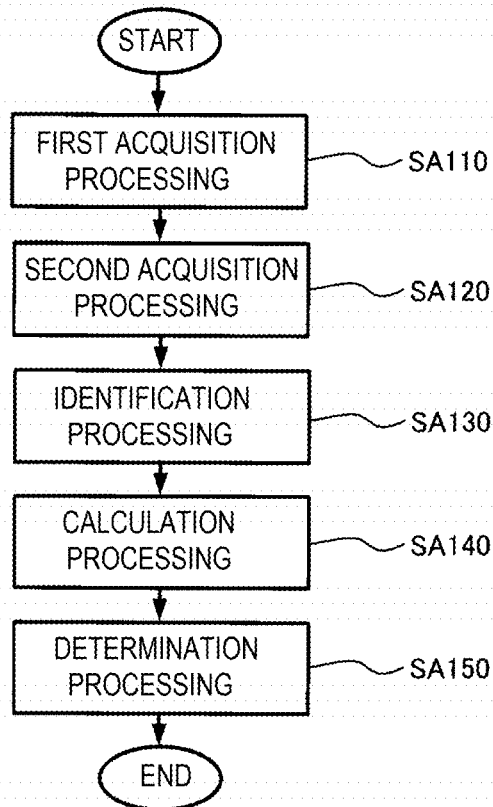 START
FIRST ACQUISITION
PROCESSING
SA110
SECOND ACQUISITION
PROCESSING
SA120
IDENTIFICATION
PROCESSING
SA130
CALCULATION
PROCESSING
SA140
DETERMINATION
PROCESSING
SA150
END